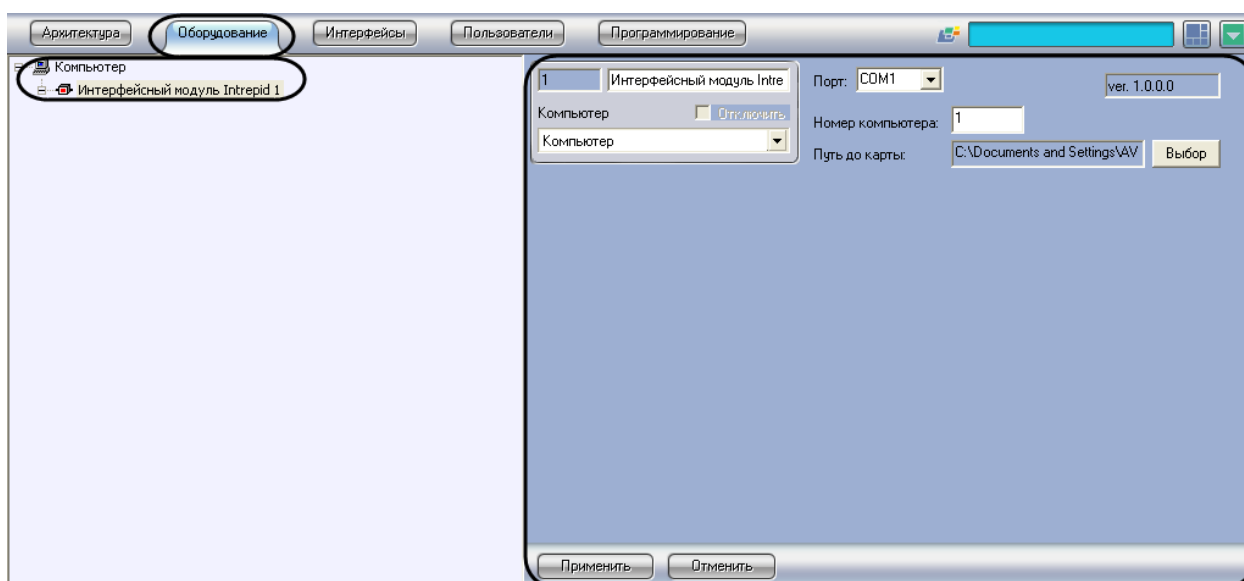 Архитектура Оборудование Интерфейсы Пользователи Программирование
Компьютер
Интерфейсный модуль Intrepid 1
1 Интерфейсный модуль Intre
Компьютер Отключить
Компьютер
Порт: COM1 ver. 1.0.0.0
Номер компьютера: 1
Путь до карты: C:\Documents and Settings\AV Выбор
Применить Отменить